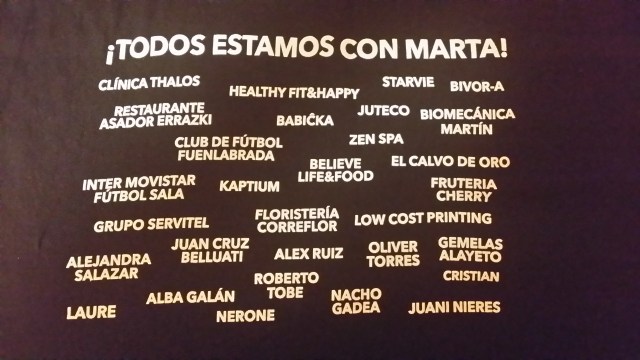 ¡TODOS ESTAMOS CON MARTA!
CLÍNICA THALOS
HEALTHY FIT&HAPPY
STARVIE
BIVOR-A
RESTAURANTE
ASADOR ERRAZKI
BABIČKA
JUTECO
BIOMECÁNICA
MARTÍN
CLUB DE FÚTBOL
FUENLABRADA
ZEN SPA
BELIEVE
LIFE&FOOD
EL CALVO DE ORO
INTER MOVISTAR
FÚTBOL SALA
KAPTIUM
FRUTERIA
CHERRY
GRUPO SERVITEL
FLORISTERÍA
CORREFLOR
LOW COST PRINTING
ALEJANDRA
SALAZAR
JUAN CRUZ
BELLUATI
ALEX RUIZ
OLIVER
TORRES
GEMELAS
ALAYETO
ROBERTO
TOBE
CRISTIAN
LAURE
ALBA GALÁN
NERONE
NACHO
GADEA
JUANI NIERES